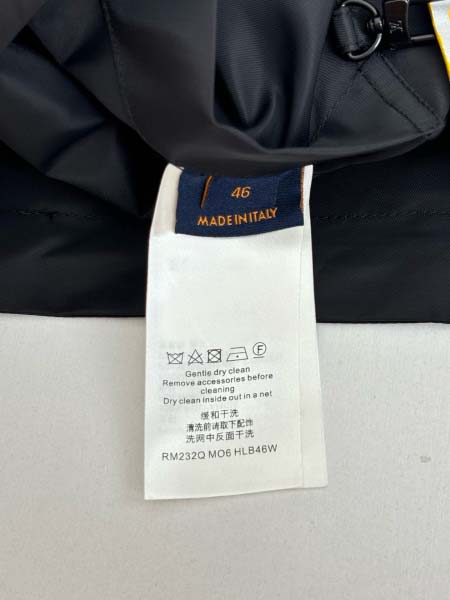 46
MADE IN ITALY
F
Gentle dry clean
Remove accessories before
cleaning
Dry clean inside out in a net
缓和干洗
清洗前请取下配饰
洗网中反面干洗
RM232Q MO6 HLB46W